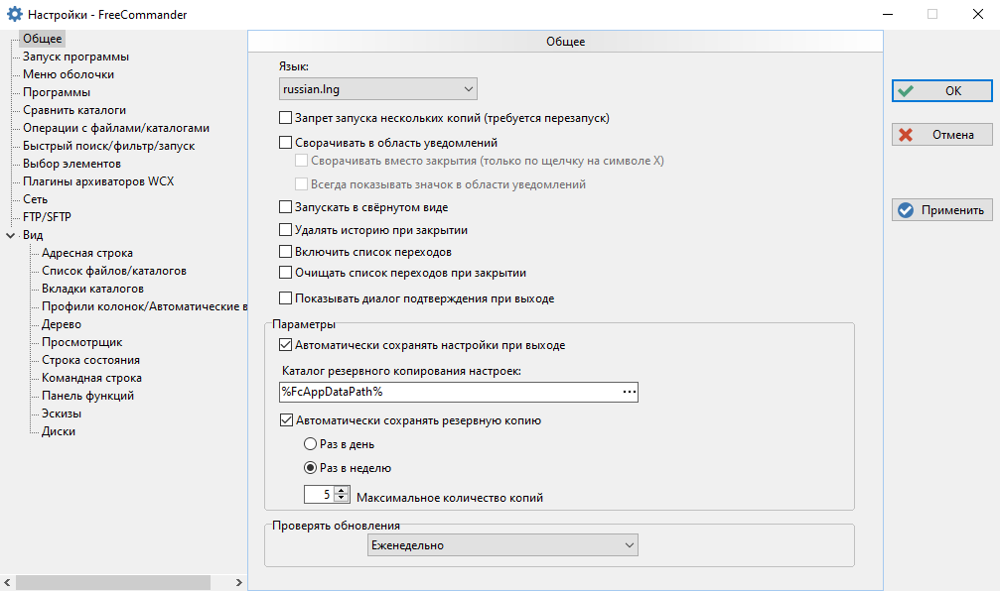 Настройки - FreeCommander
Общее
Запуск программы
Меню оболочки
Программы
Сравнить каталоги
Операции с файлами/каталогами
Быстрый поиск/фильтр/запуск
Выбор элементов
Плагины архиваторов WCX
Сеть
FTP/SFTP
Вид
Адресная строка
Список файлов/каталогов
Вкладки каталогов
Профили колонок/Автоматические в
Дерево
Просмотрщик
Строка состояния
Командная строка
Панель функций
Эскизы
Диски
Общее
Язык:
russian.lng
Запрет запуска нескольких копий (требуется перезапуск)
Сворачивать в область уведомлений
Сворачивать вместо закрытия (только по щелчку на символе X)
Всегда показывать значок в области уведомлений
Запускать в свёрнутом виде
Удалять историю при закрытии
Включить список переходов
Очищать список переходов при закрытии
Показывать диалог подтверждения при выходе
Параметры
Автоматически сохранять настройки при выходе
Каталог резервного копирования настроек:
%FcAppDataPath%
Автоматически сохранять резервную копию
Раз в день
Раз в неделю
5 Максимальное количество копий
Проверять обновления
Еженедельно
OK
Отмена
Применить